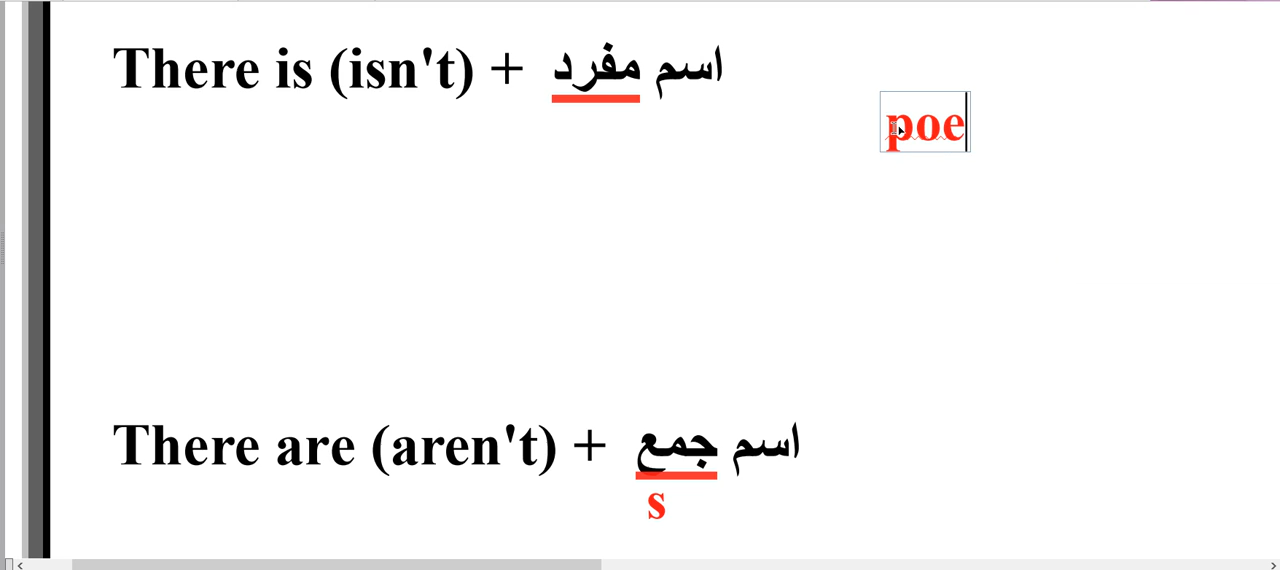 There is (isn't) + اسم مفرد
poe
There are (aren't) + اسم جمع
s